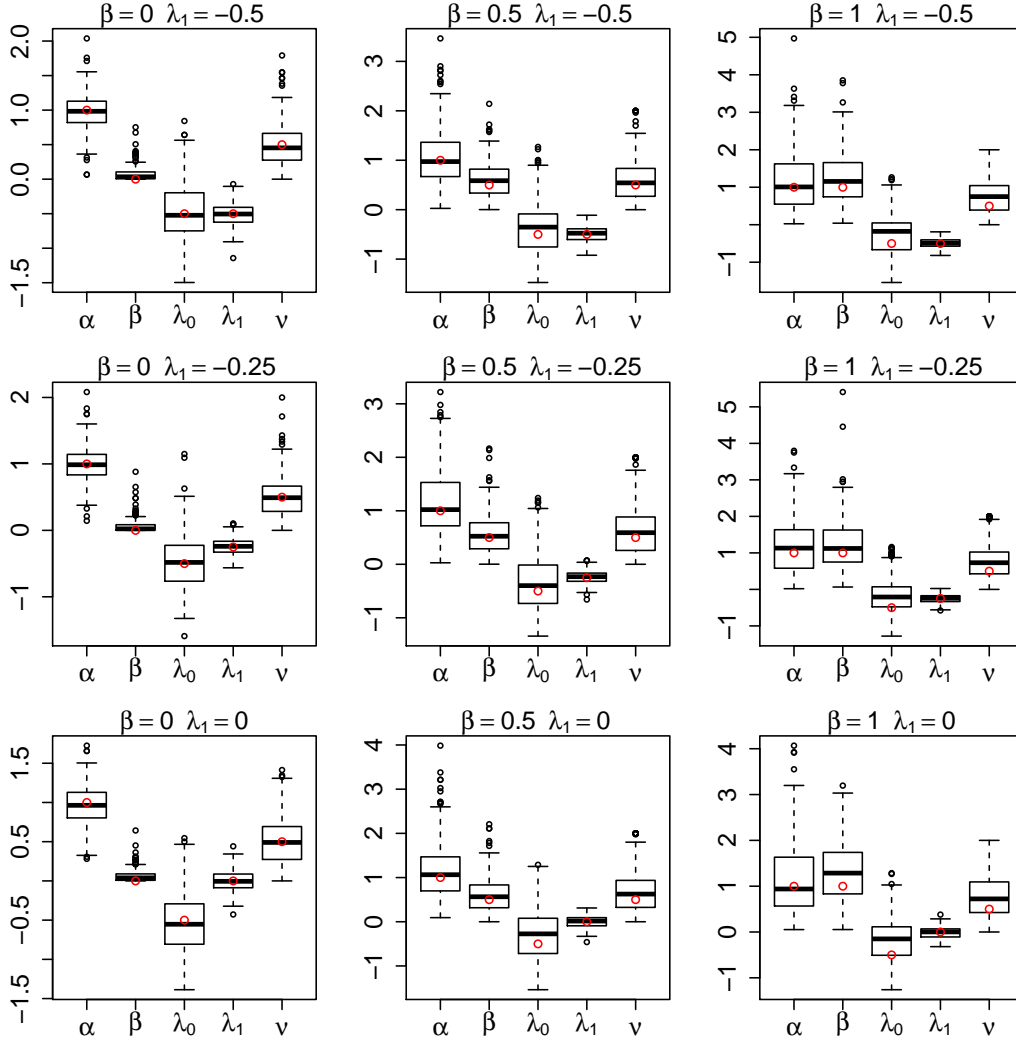 β = 0 λ₁ = −0.5
2.0
1.0
0.0
−1.5
α β λ₀ λ₁ ν
β = 0.5 λ₁ = −0.5
3
2
1
0
−1
α β λ₀ λ₁ ν
β = 1 λ₁ = −0.5
5
4
3
1
−1
α β λ₀ λ₁ ν
β = 0 λ₁ = −0.25
2
1
0
−1
α β λ₀ λ₁ ν
β = 0.5 λ₁ = −0.25
3
2
1
0
−1
α β λ₀ λ₁ ν
β = 1 λ₁ = −0.25
5
4
3
1
−1
α β λ₀ λ₁ ν
β = 0 λ₁ = 0
1.5
0.5
−0.5
−1.5
α β λ₀ λ₁ ν
β = 0.5 λ₁ = 0
4
3
2
1
0
−1
α β λ₀ λ₁ ν
β = 1 λ₁ = 0
4
3
2
1
0
−1
α β λ₀ λ₁ ν